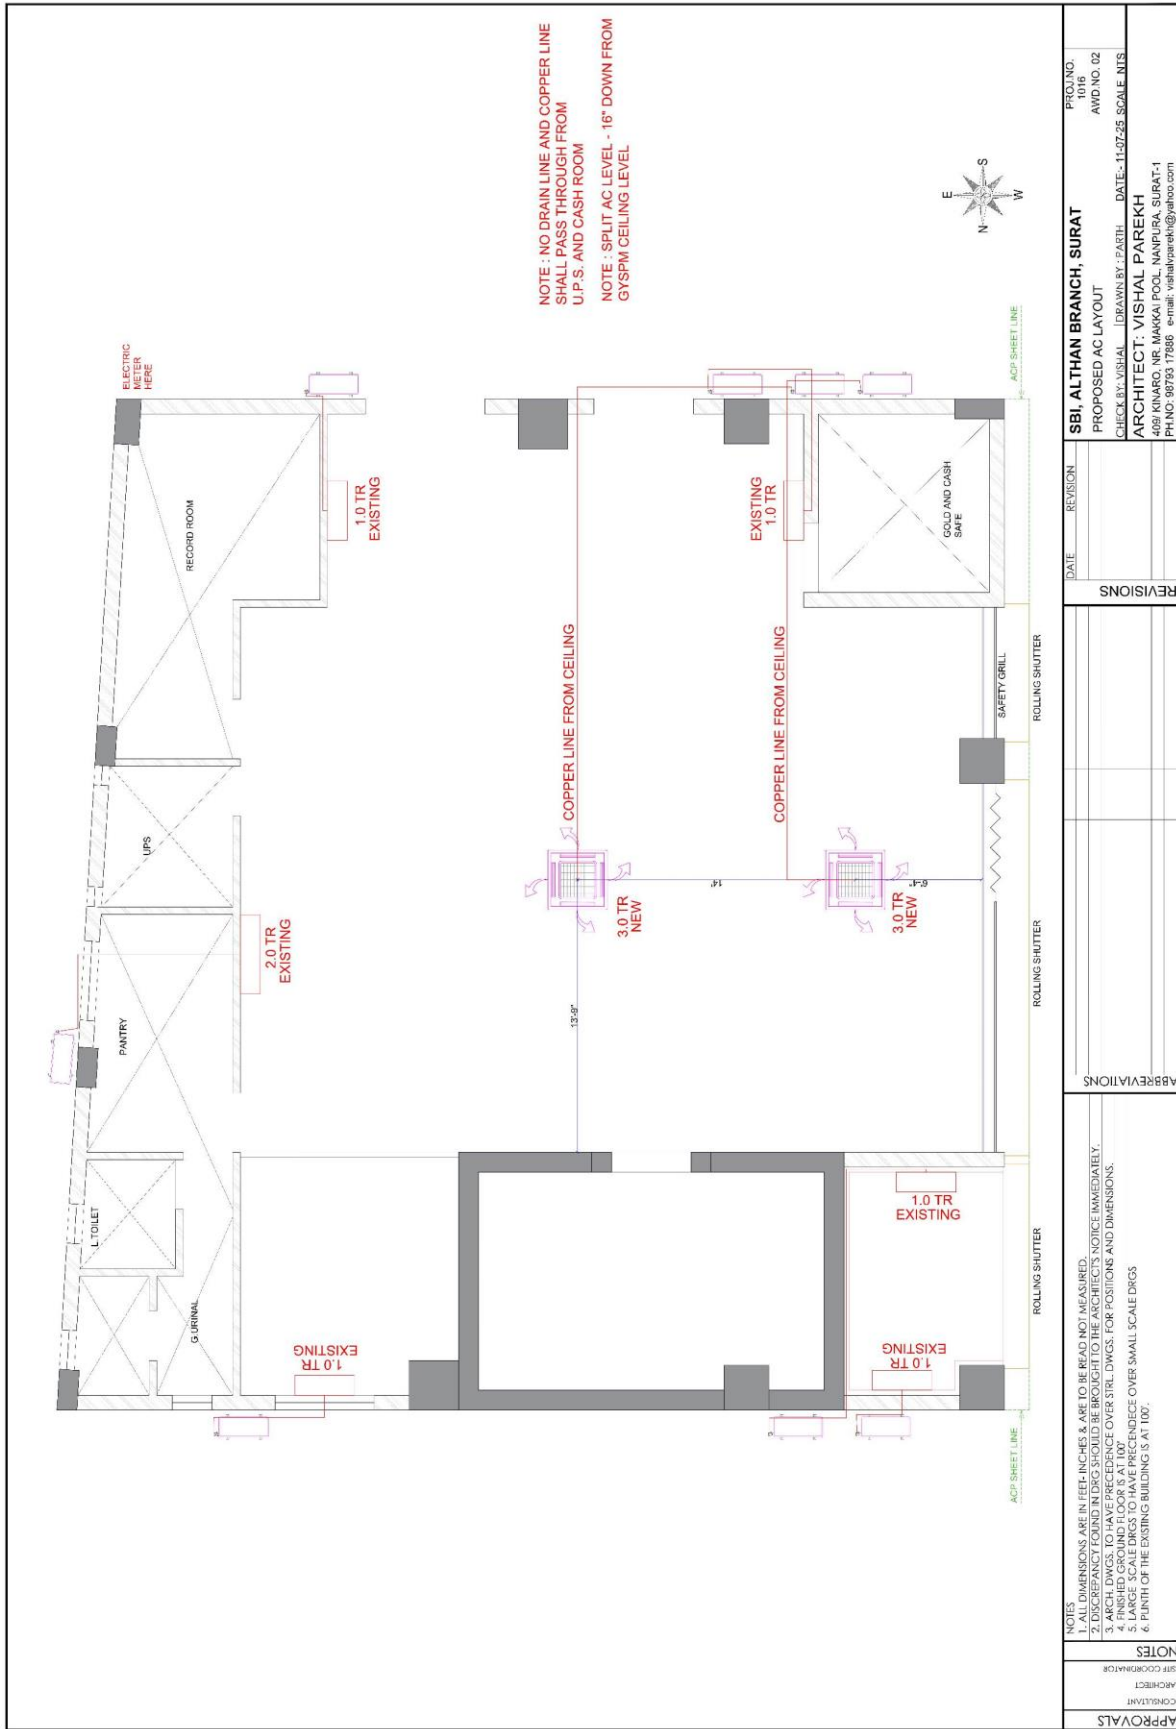 ELECTRIC
METER
HERE
RECORD ROOM
UPS
PANTRY
L.TOILET
G.URINAL
1.0 TR
EXISTING
2.0 TR
EXISTING
1.0 TR
EXISTING
EXISTING
1.0 TR
GOLD AND CASH
SAFE
COPPER LINE FROM CEILING
COPPER LINE FROM CEILING
3.0 TR
NEW
3.0 TR
NEW
13'-9"
14'
6'-4"
1.0 TR
EXISTING
1.0 TR
EXISTING
SAFETY GRILL
ROLLING SHUTTER
ROLLING SHUTTER
ROLLING SHUTTER
ACP SHEET LINE
ACP SHEET LINE
NOTE : NO DRAIN LINE AND COPPER LINE
SHALL PASS THROUGH FROM
U.P.S. AND CASH ROOM
NOTE : SPLIT AC LEVEL - 16" DOWN FROM
GYSPM CEILING LEVEL
E
N
S
W
APPROVALS
CONSULTANT
ARCHITECT
SITE COORDINATOR
NOTES
NOTES
1. ALL DIMENSIONS ARE IN FEET- INCHES & ARE TO BE READ NOT MEASURED.
2. DISCREPANCY FOUND IN DRG SHOULD BE BROUGHT TO THE ARCHITECTS NOTICE IMMEDIATELY.
3. ARCH. DWGS. TO HAVE PRECEDENCE OVER STRL. DWGS. FOR POSITIONS AND DIMENSIONS.
4. FINISHED GROUND FLOOR IS AT 100'
5. LARGE SCALE DRGS TO HAVE PRECENDECE OVER SMALL SCALE DRGS
6. PLINTH OF THE EXISTING BUILDING IS AT 100'.
ABBREVIATIONS
REVISIONS
DATE REVISION
SBI, ALTHAN BRANCH, SURAT
PROPOSED AC LAYOUT
PROJ.NO.
1016
AWD.NO. 02
CHECK BY: VISHAL DRAWN BY : PARTH DATE:- 11-07-25 SCALE NTS
ARCHITECT: VISHAL PAREKH
409/ KINARO, NR. MAKKAI POOL, NANPURA, SURAT-1
PH.NO: 98793 17886 e-mail: vishalvparekh@yahoo.com